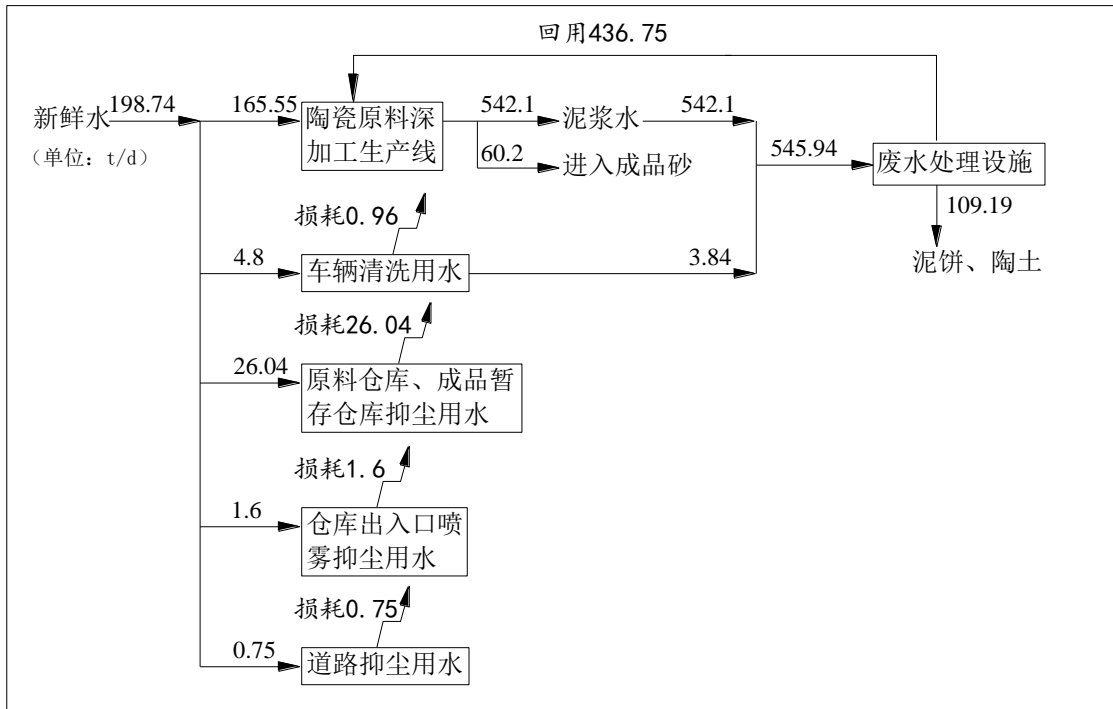 回用436.75
新鲜水
198.74
（单位：t/d）
165.55
陶瓷原料深
加工生产线
542.1
泥浆水
542.1
60.2
进入成品砂
545.94
废水处理设施
109.19
泥饼、陶土
损耗0.96
4.8
车辆清洗用水
3.84
损耗26.04
26.04
原料仓库、成品暂
存仓库抑尘用水
损耗1.6
1.6
仓库出入口喷
雾抑尘用水
损耗0.75
0.75
道路抑尘用水